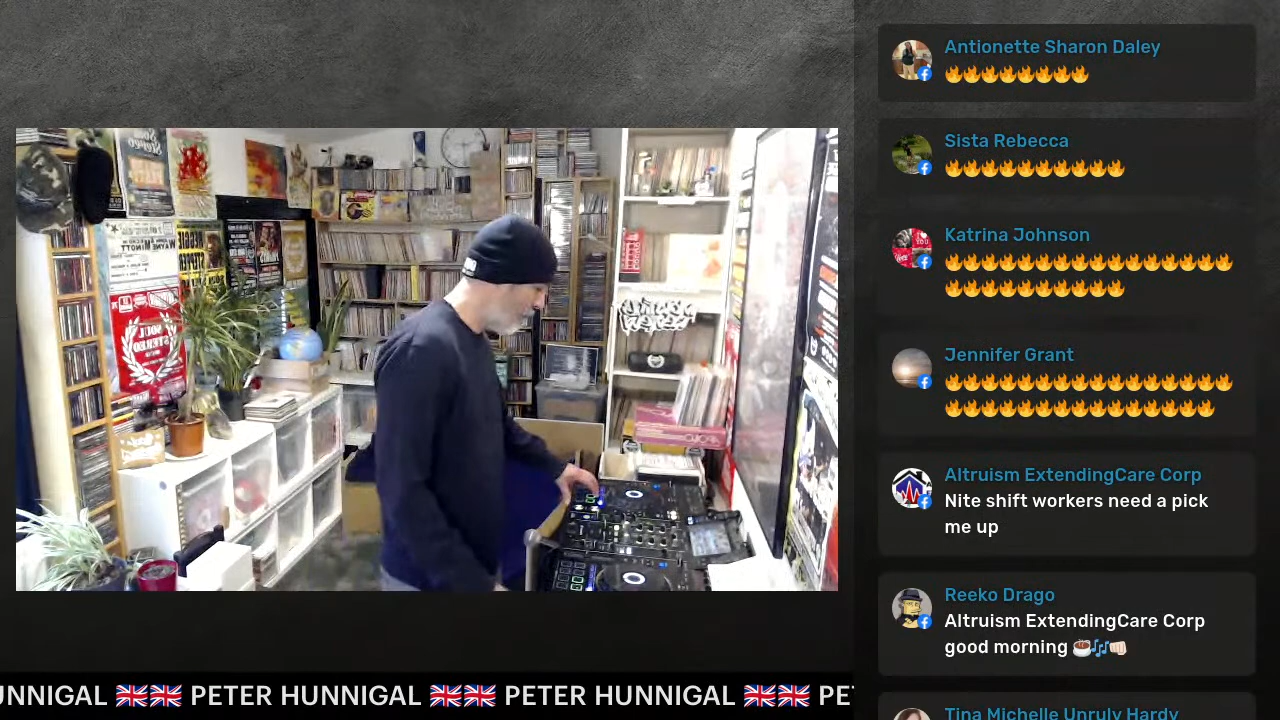 Antionette Sharon Daley
🔥🔥🔥🔥🔥🔥🔥🔥
Sista Rebecca
🔥🔥🔥🔥🔥🔥🔥🔥🔥🔥
Katrina Johnson
🔥🔥🔥🔥🔥🔥🔥🔥🔥🔥🔥🔥🔥🔥🔥🔥
🔥🔥🔥🔥🔥🔥🔥🔥🔥🔥
Jennifer Grant
🔥🔥🔥🔥🔥🔥🔥🔥🔥🔥🔥🔥🔥🔥🔥🔥
🔥🔥🔥🔥🔥🔥🔥🔥🔥🔥🔥🔥🔥🔥🔥
Altruism ExtendingCare Corp
Nite shift workers need a pick
me up
Reeko Drago
Altruism ExtendingCare Corp
good morning ☕🎶👊🏻
Tina Michelle Unruly Hardy
SOUL
STEREO
UNNIGAL 🇬🇧🇬🇧 PETER HUNNIGAL 🇬🇧🇬🇧 PETER HUNNIGAL 🇬🇧🇬🇧 PE